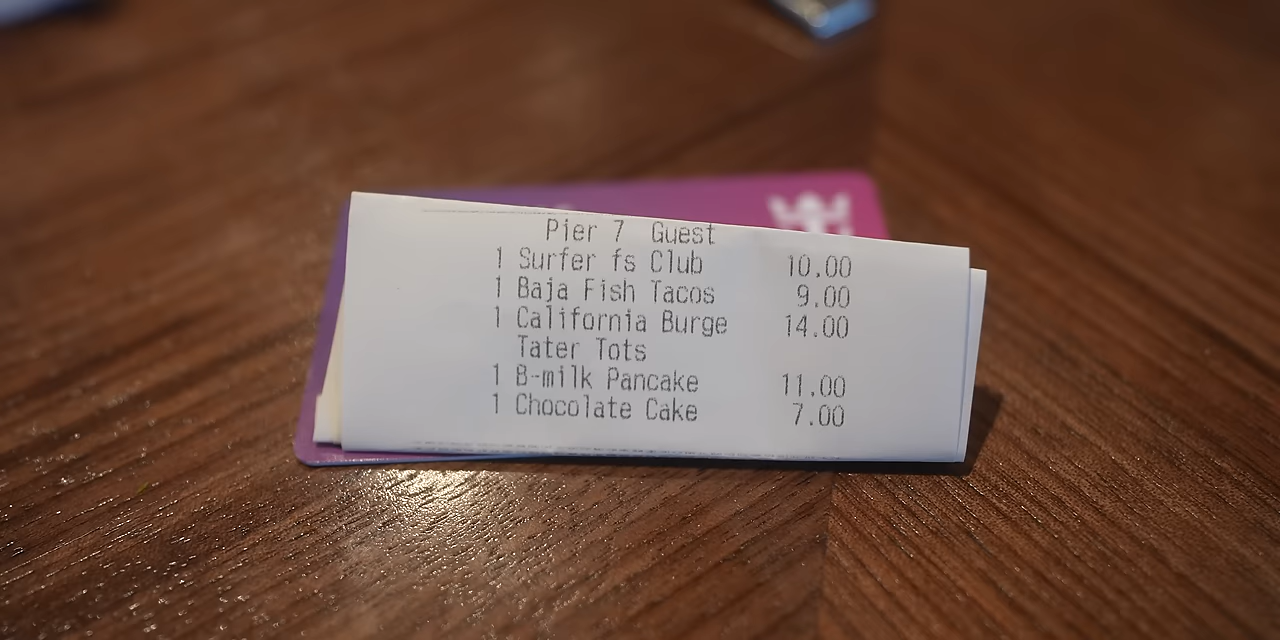 Pier 7 Guest
1 Surfer fs Club 10.00
1 Baja Fish Tacos 9.00
1 California Burge 14.00
Tater Tots
1 B-milk Pancake 11.00
1 Chocolate Cake 7.00